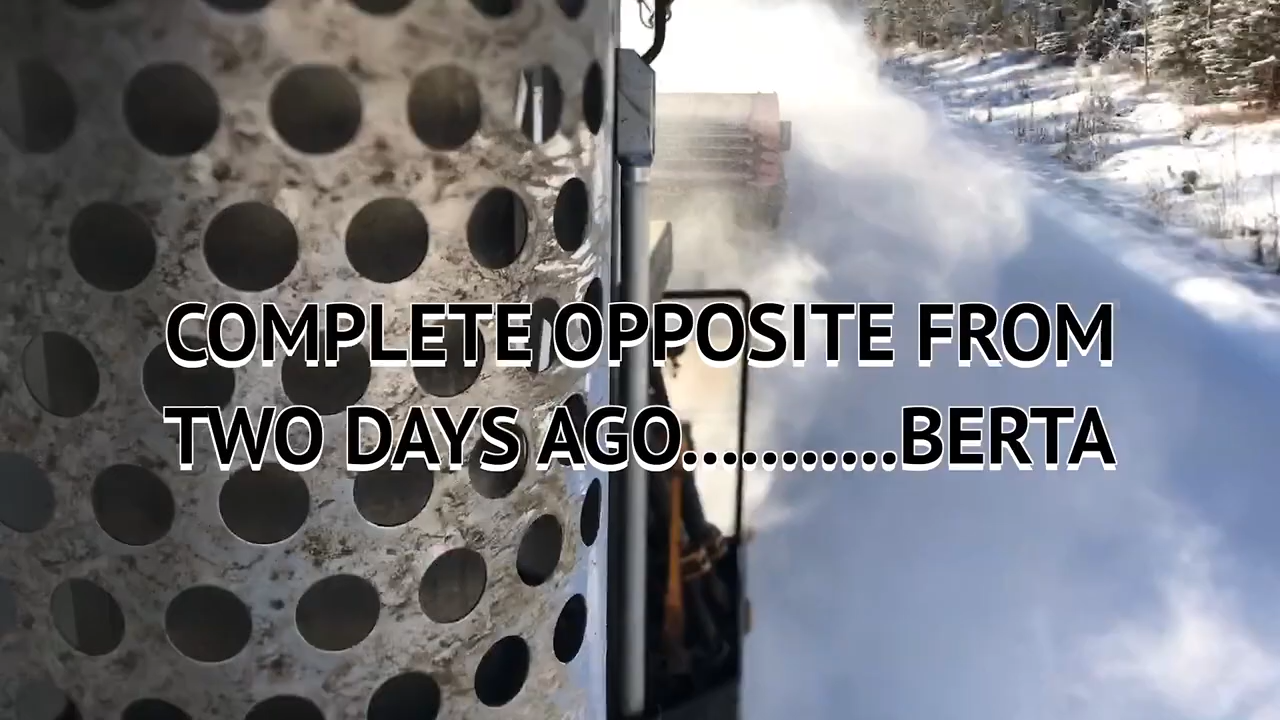 COMPLETE OPPOSITE FROM
TWO DAYS AGO...........BERTA